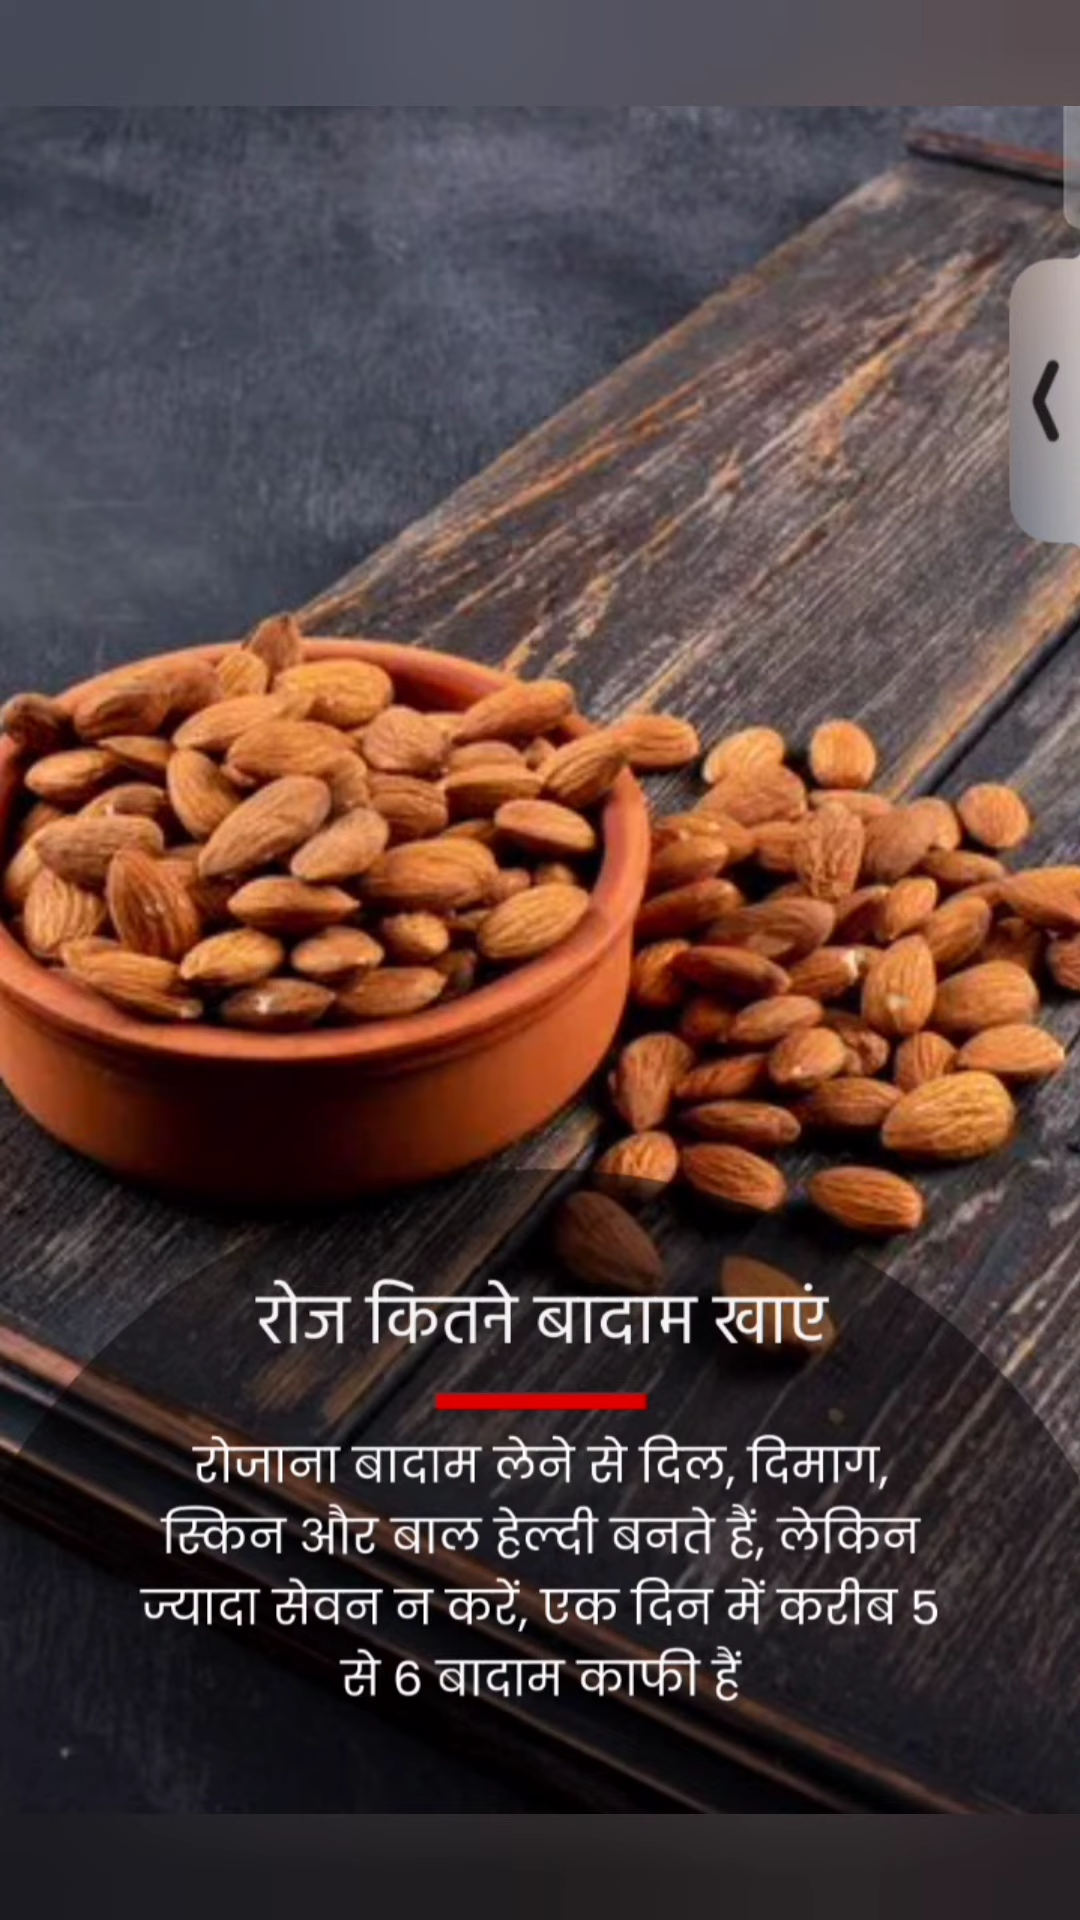 रोज कितने बादाम खाएं
रोजाना बादाम लेने से दिल, दिमाग,
स्किन और बाल हेल्दी बनते हैं, लेकिन
ज्यादा सेवन न करें, एक दिन में करीब 5
से 6 बादाम काफी हैं